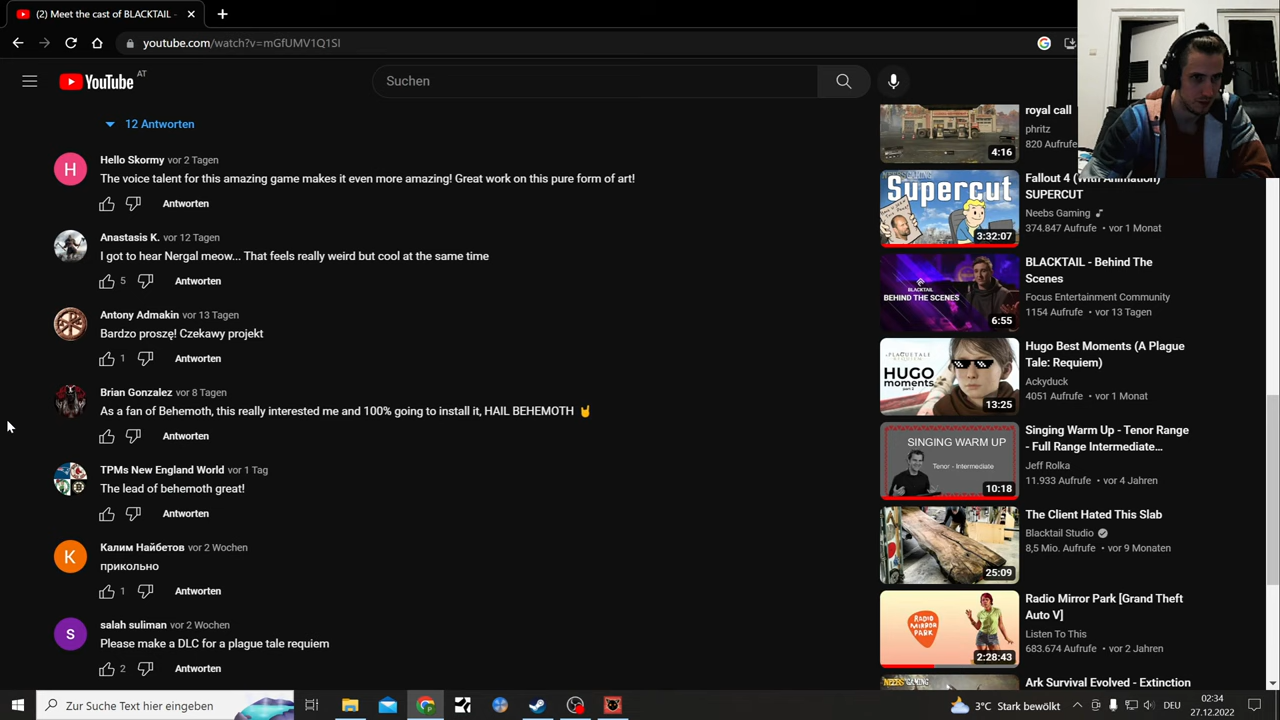 (2) Meet the cast of BLACKTAIL -
youtube.com/watch?v=mGfUMV1Q1SI
YouTube AT
Suchen
12 Antworten
Hello Skormy vor 2 Tagen
The voice talent for this amazing game makes it even more amazing! Great work on this pure form of art!
Antworten
Anastasis K. vor 12 Tagen
I got to hear Nergal meow... That feels really weird but cool at the same time
5 Antworten
Antony Admakin vor 13 Tagen
Bardzo proszę! Czekawy projekt
1 Antworten
Brian Gonzalez vor 8 Tagen
As a fan of Behemoth, this really interested me and 100% going to install it, HAIL BEHEMOTH 🤘
Antworten
TPMs New England World vor 1 Tag
The lead of behemoth great!
Antworten
К
Калим Найбетов vor 2 Wochen
прикольно
1 Antworten
S
salah suliman vor 2 Wochen
Please make a DLC for a plague tale requiem
2 Antworten
H
royal call
phritz
820 Aufrufe
4:16
Fallout 4 (With Animation)
SUPERCUT
Neebs Gaming
374.847 Aufrufe • vor 1 Monat
Supercut
3:32:07
BLACKTAIL - Behind The
Scenes
Focus Entertainment Community
1154 Aufrufe • vor 13 Tagen
BLACKTAIL
BEHIND THE SCENES
6:55
Hugo Best Moments (A Plague
Tale: Requiem)
Ackyduck
4051 Aufrufe • vor 1 Monat
HUGO
moments
13:25
Singing Warm Up - Tenor Range
- Full Range Intermediate...
Jeff Rolka
11.933 Aufrufe • vor 4 Jahren
SINGING WARM UP
Tenor - Intermediate
10:18
The Client Hated This Slab
Blacktail Studio
8,5 Mio. Aufrufe • vor 9 Monaten
25:09
Radio Mirror Park [Grand Theft
Auto V]
Listen To This
683.674 Aufrufe • vor 2 Jahren
RADIO
MIRROR
PARK
2:28:43
Ark Survival Evolved - Extinction
Zur Suche Text hier eingeben
3°C Stark bewölkt
DEU
02:34
27.12.2022